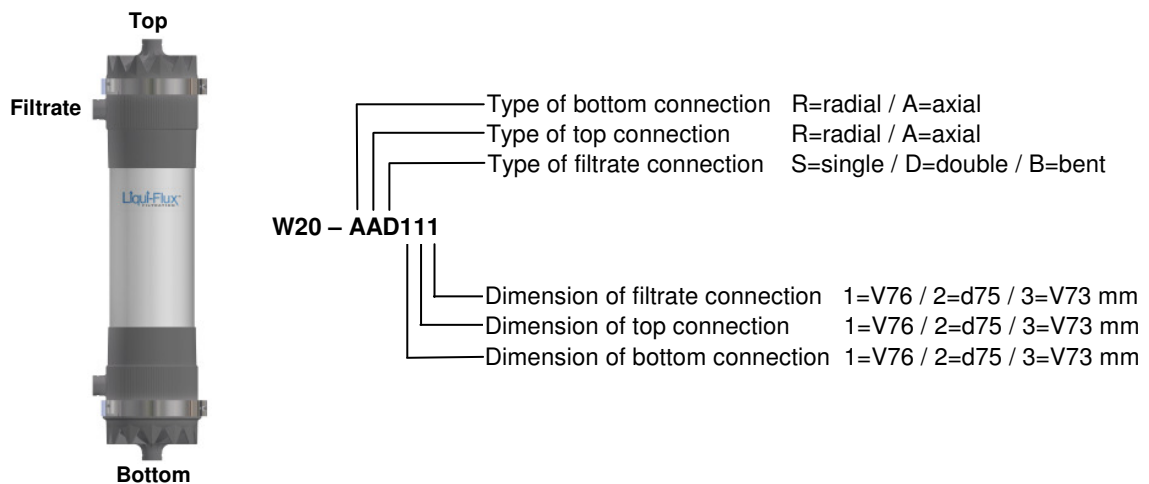 Top
Filtrate
Liqui-Flux
Type of bottom connection R=radial / A=axial
Type of top connection R=radial / A=axial
Type of filtrate connection S=single / D=double / B=bent
W20 – AAD111
Dimension of filtrate connection 1=V76 / 2=d75 / 3=V73 mm
Dimension of top connection 1=V76 / 2=d75 / 3=V73 mm
Dimension of bottom connection 1=V76 / 2=d75 / 3=V73 mm
Bottom